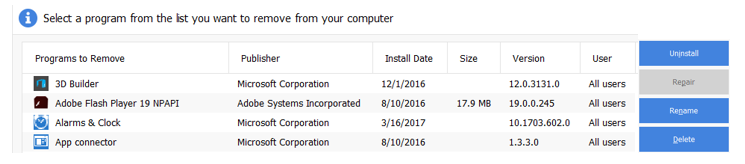 Select a program from the list you want to remove from your computer
Programs to Remove Publisher Install Date Size Version User
3D Builder Microsoft Corporation 12/1/2016 12.0.3131.0 All users
Adobe Flash Player 19 NPAPI Adobe Systems Incorporated 8/10/2016 17.9 MB 19.0.0.245 All users
Alarms & Clock Microsoft Corporation 3/16/2017 10.1703.602.0 All users
App connector Microsoft Corporation 8/10/2016 1.3.3.0 All users
Uninstall
Repair
Rename
Delete